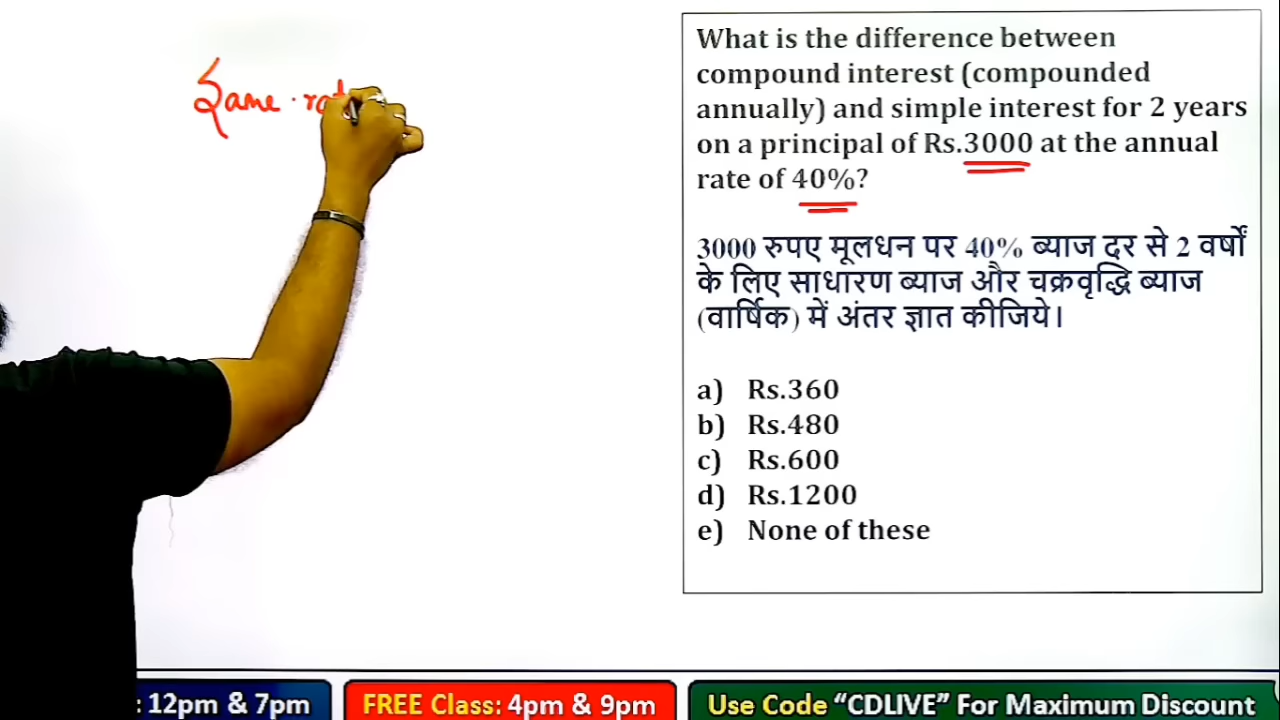 Same
What is the difference between
compound interest (compounded
annually) and simple interest for 2 years
on a principal of Rs.3000 at the annual
rate of 40%?
3000 रुपए मूलधन पर 40% ब्याज दर से 2 वर्षों
के लिए साधारण ब्याज और चक्रवृद्धि ब्याज
(वार्षिक) में अंतर ज्ञात कीजिये।
a) Rs.360
b) Rs.480
c) Rs.600
d) Rs.1200
e) None of these
: 12pm & 7pm
FREE Class: 4pm & 9pm
Use Code “CDLIVE” For Maximum Discount